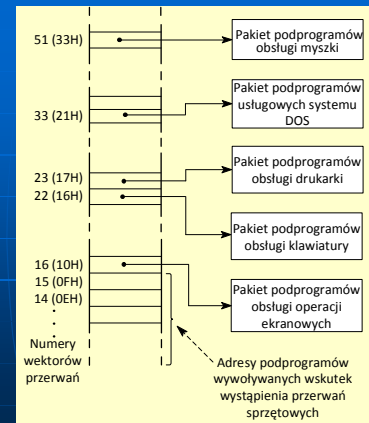 51 (33H)
Pakiet podprogramów
obsługi myszki
33 (21H)
Pakiet podprogramów
usługowych systemu
DOS
23 (17H)
22 (16H)
Pakiet podprogramów
obsługi drukarki
Pakiet podprogramów
obsługi klawiatury
16 (10H)
15 (0FH)
14 (0EH)
.
.
.
Pakiet podprogramów
obsługi operacji
ekranowych
Numery
wektorów
przerwań
Adresy podprogramów
wywoływanych wskutek
wystąpienia przerwań
sprzętowych